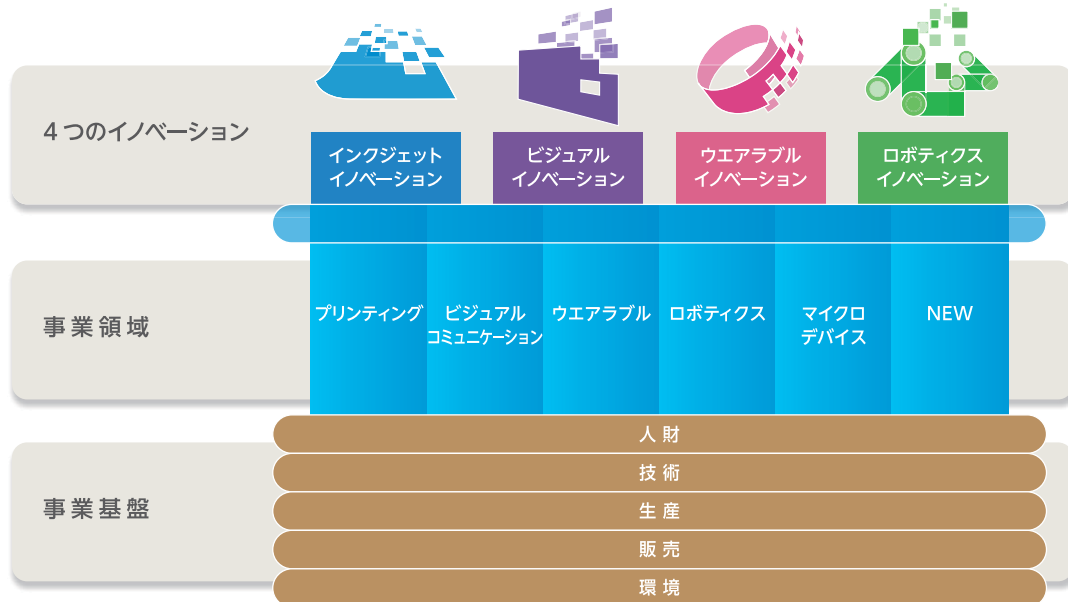 4つのイノベーション
インクジェット
イノベーション
ビジュアル
イノベーション
ウエアラブル
イノベーション
ロボティクス
イノベーション
事業領域
プリンティング
ビジュアル
コミュニケーション
ウエアラブル
ロボティクス
マイクロ
デバイス
NEW
事業基盤
人財
技術
生産
販売
環境